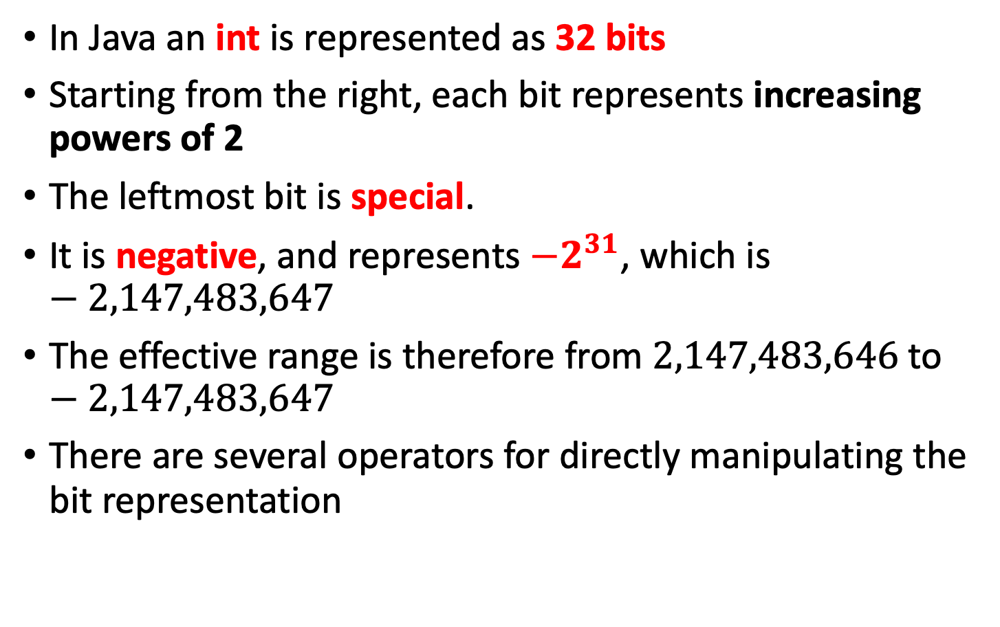 • In Java an int is represented as 32 bits
• Starting from the right, each bit represents increasing
powers of 2
• The leftmost bit is special.
• It is negative, and represents −2³¹, which is
− 2,147,483,647
• The effective range is therefore from 2,147,483,646 to
− 2,147,483,647
• There are several operators for directly manipulating the
bit representation